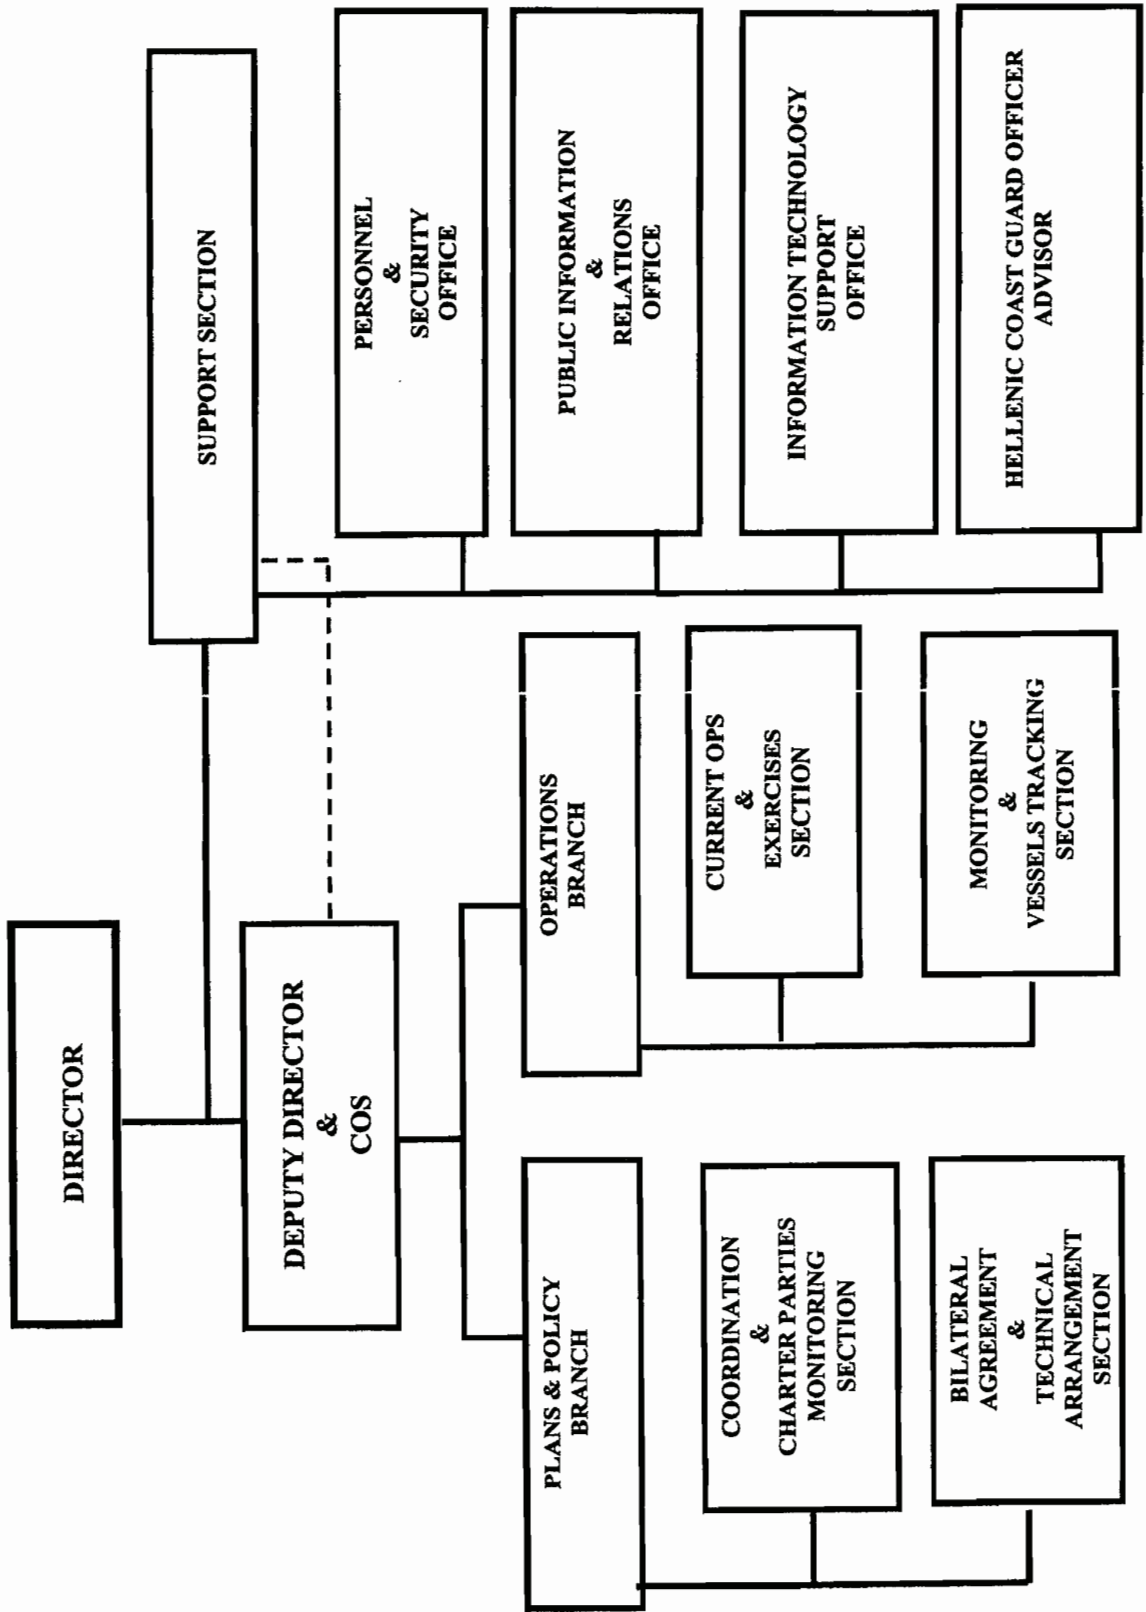 DIRECTOR
SUPPORT SECTION
DEPUTY DIRECTOR
&
COS
PLANS & POLICY
BRANCH
OPERATIONS
BRANCH
COORDINATION
&
CHARTER PARTIES
MONITORING
SECTION
BILATERAL
AGREEMENT
&
TECHNICAL
ARRANGEMENT
SECTION
CURRENT OPS
&
EXERCISES
SECTION
MONITORING
&
VESSELS TRACKING
SECTION
PERSONNEL
&
SECURITY
OFFICE
PUBLIC INFORMATION
&
RELATIONS
OFFICE
INFORMATION TECHNOLOGY
SUPPORT
OFFICE
HELLENIC COAST GUARD OFFICER
ADVISOR